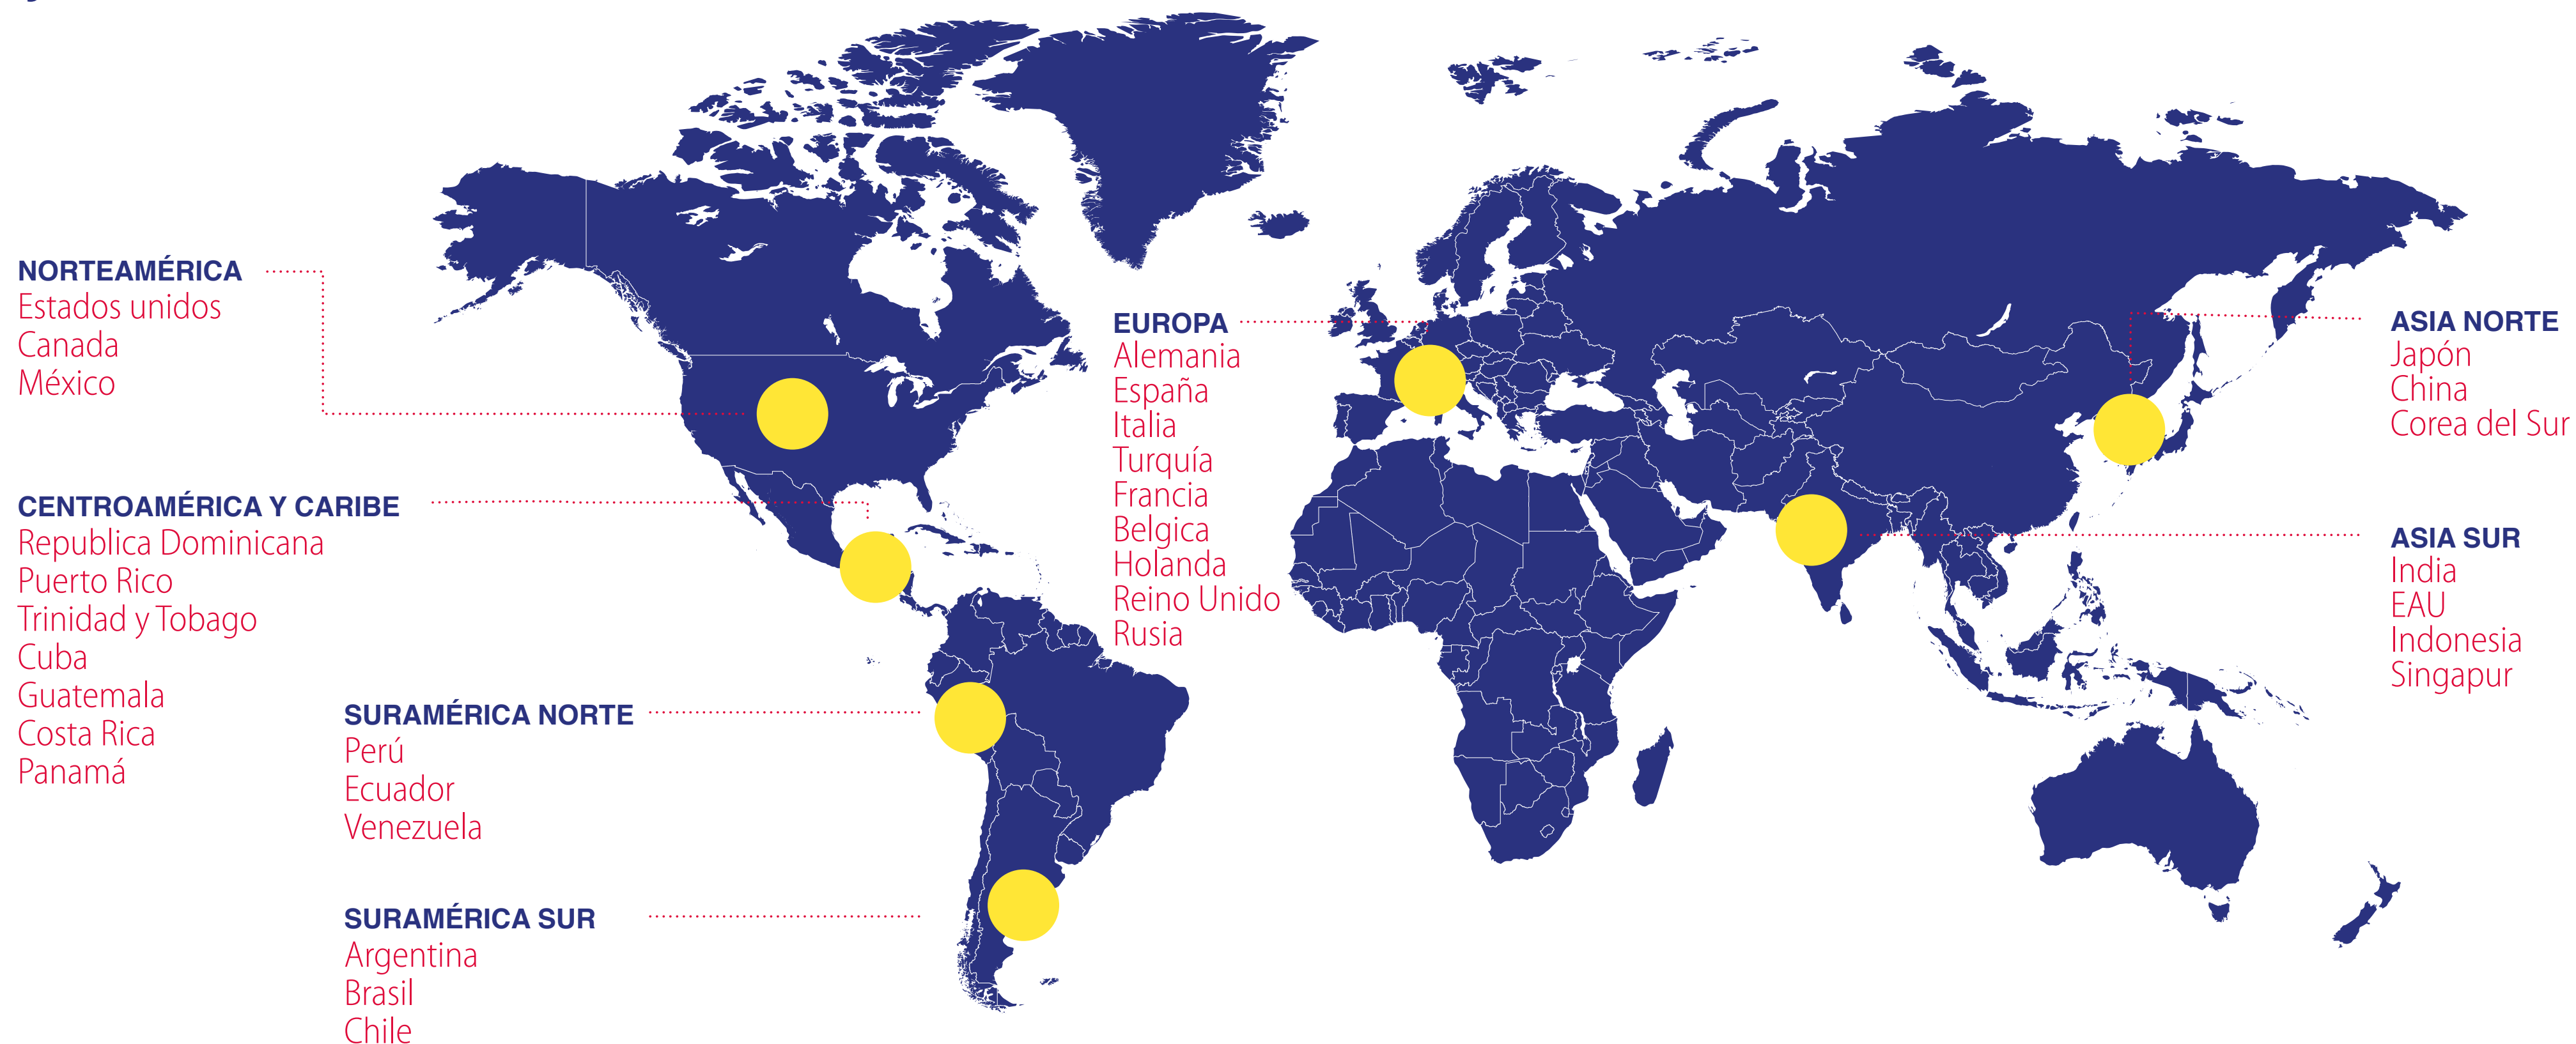 NORTEAMÉRICA
Estados unidos
Canada
México
CENTROAMÉRICA Y CARIBE
Republica Dominicana
Puerto Rico
Trinidad y Tobago
Cuba
Guatemala
Costa Rica
Panamá
SURAMÉRICA NORTE
Perú
Ecuador
Venezuela
SURAMÉRICA SUR
Argentina
Brasil
Chile
EUROPA
Alemania
España
Italia
Turquía
Francia
Belgica
Holanda
Reino Unido
Rusia
ASIA NORTE
Japón
China
Corea del Sur
ASIA SUR
India
EAU
Indonesia
Singapur